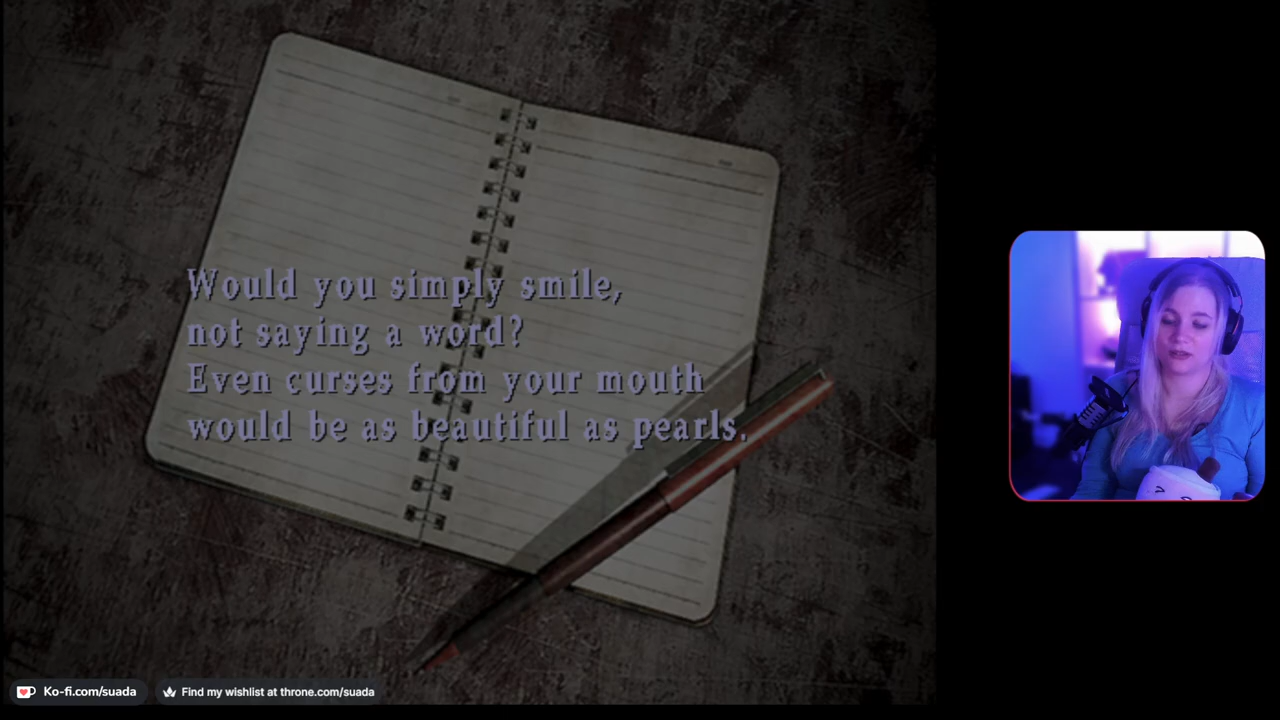 Would you simply smile,
not saying a word?
Even curses from your mouth
would be as beautiful as pearls.
Ko-fi.com/suada
Find my wishlist at throne.com/suada